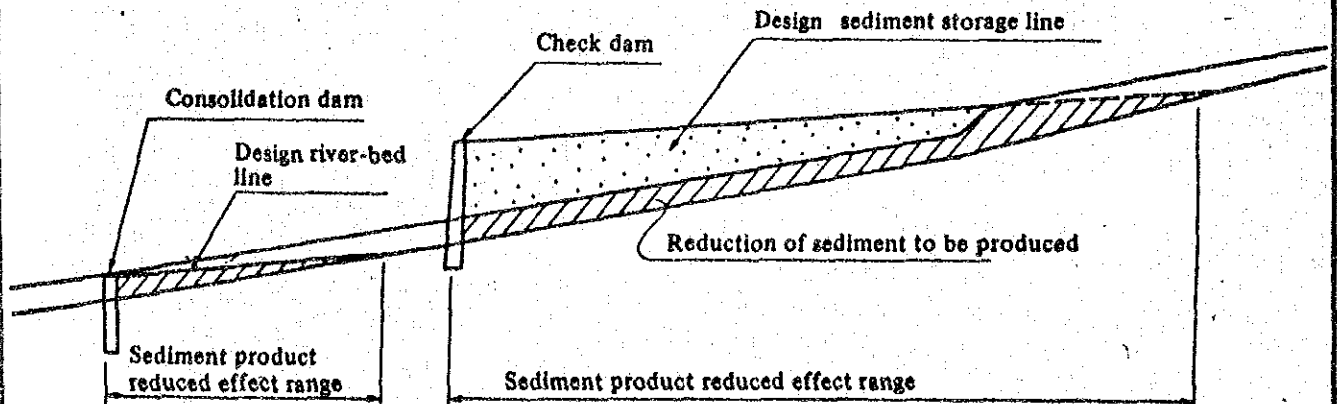 Design sediment storage line
Check dam
Consolidation dam
Design river-bed
line
Reduction of sediment to be produced
Sediment product
reduced effect range
Sediment product reduced effect range